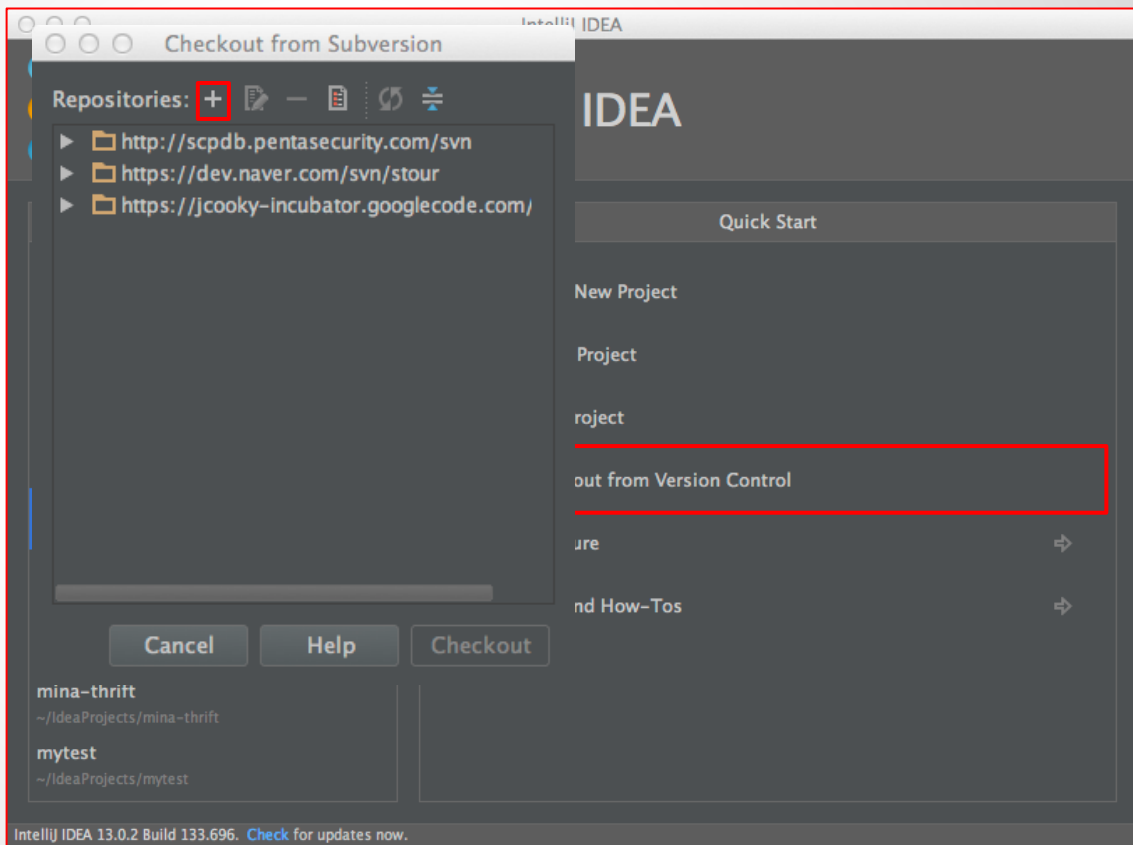 IntelliJ IDEA
Checkout from Subversion
Repositories:
http://scpdb.pentasecurity.com/svn
https://dev.naver.com/svn/stour
https://jcooky-incubator.googlecode.com/
Cancel Help Checkout
IDEA
Quick Start
New Project
Project
roject
out from Version Control
ure
nd How-Tos
mina-thrift
~/IdeaProjects/mina-thrift
mytest
~/IdeaProjects/mytest
IntelliJ IDEA 13.0.2 Build 133.696. Check for updates now.